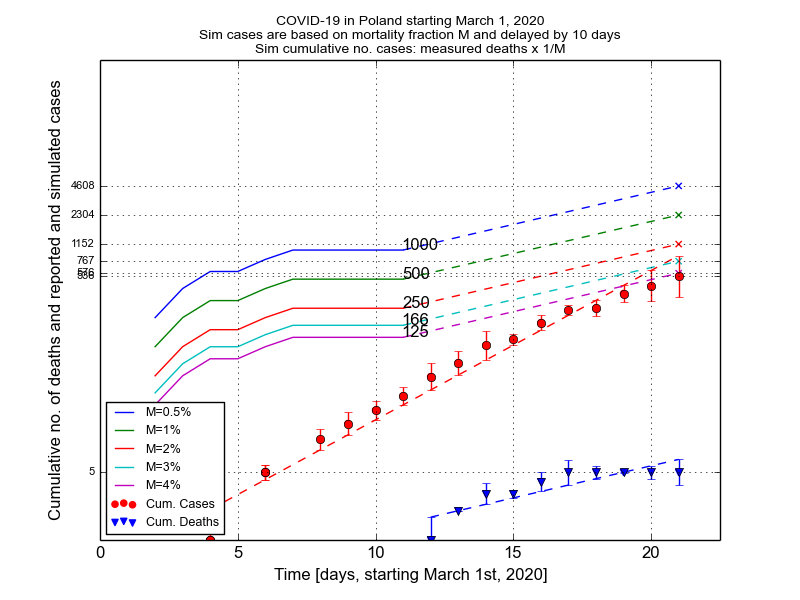 COVID-19 in Poland starting March 1, 2020
Sim cases are based on mortality fraction M and delayed by 10 days
Sim cumulative no. cases: measured deaths x 1/M
Cumulative no. of deaths and reported and simulated cases
4608
2304
1152
767
576
5
1000
500
250
166
125
M=0.5%
M=1%
M=2%
M=3%
M=4%
Cum. Cases
Cum. Deaths
0 5 10 15 20
Time [days, starting March 1st, 2020]